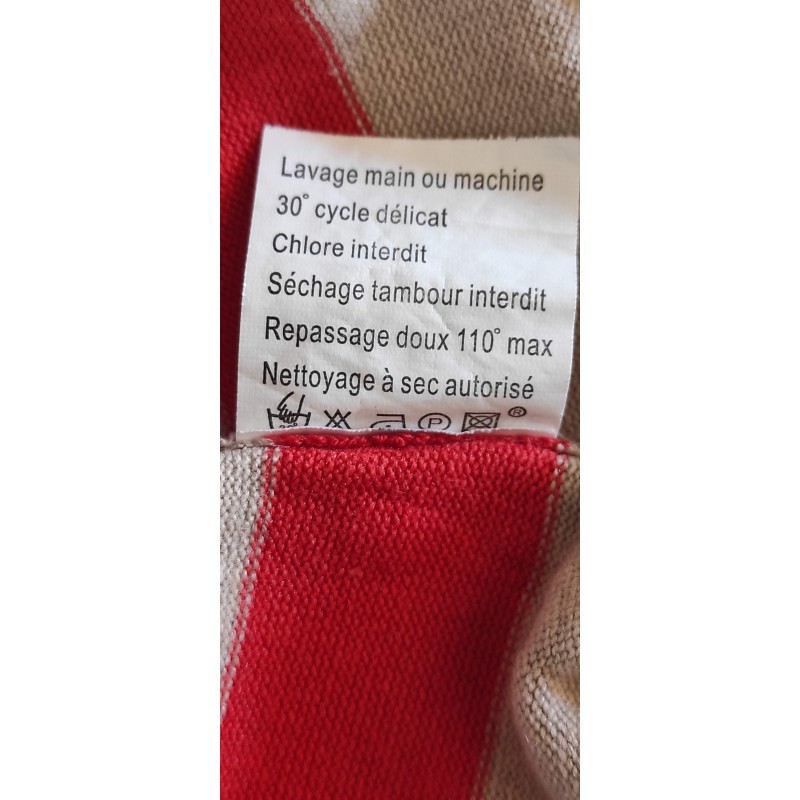 Lavage main ou machine
30° cycle délicat
Chlore interdit
Séchage tambour interdit
Repassage doux 110° max
Nettoyage à sec autorisé
P ®